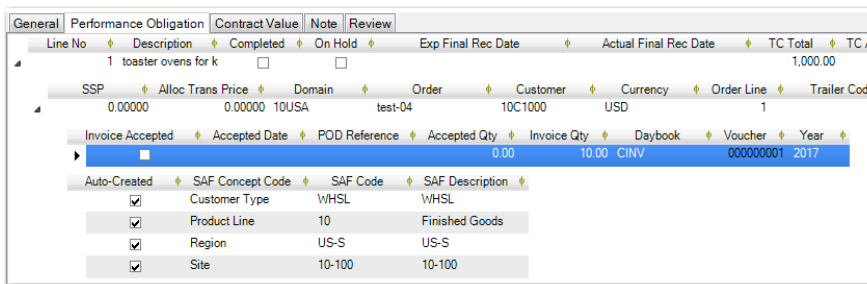 General Performance Obligation Contract Value Note Review
Line No Description Completed On Hold Exp Final Rec Date Actual Final Rec Date TC Total TC
1 toaster ovens for k 1,000.00
SSP Alloc Trans Price Domain Order Customer Currency Order Line Trailer Cod
0.00000 0.00000 10USA test-04 10C1000 USD 1
Invoice Accepted Accepted Date POD Reference Accepted Qty Invoice Qty Daybook Voucher Year
0.00 10.00 CINV 000000001 2017
Auto-Created SAF Concept Code SAF Code SAF Description
Customer Type WHSL WHSL
Product Line 10 Finished Goods
Region US-S US-S
Site 10-100 10-100